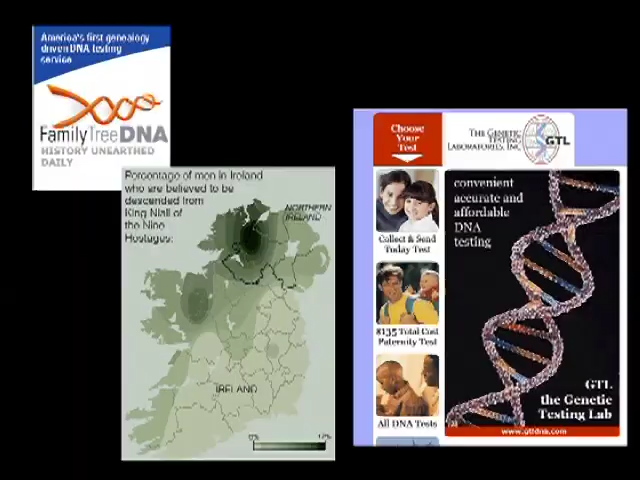 America's first genealogy
driven DNA testing
service
FamilyTreeDNA
HISTORY UNEARTHED
DAILY
Percentage of men in Ireland
who are believed to be
descended from
King Niall of
the Nine
Hostages:
NORTHERN
IRELAND
IRELAND
0%
12%
Choose
Your
Test
THE GENETIC
TESTING
LABORATORIES, INC
GTL
Collect & Send
Today Test
$135 Total Cost
Paternity Test
All DNA Tests
convenient
accurate and
affordable
DNA
testing
GTL
the Genetic
Testing Lab
www.gtldna.com